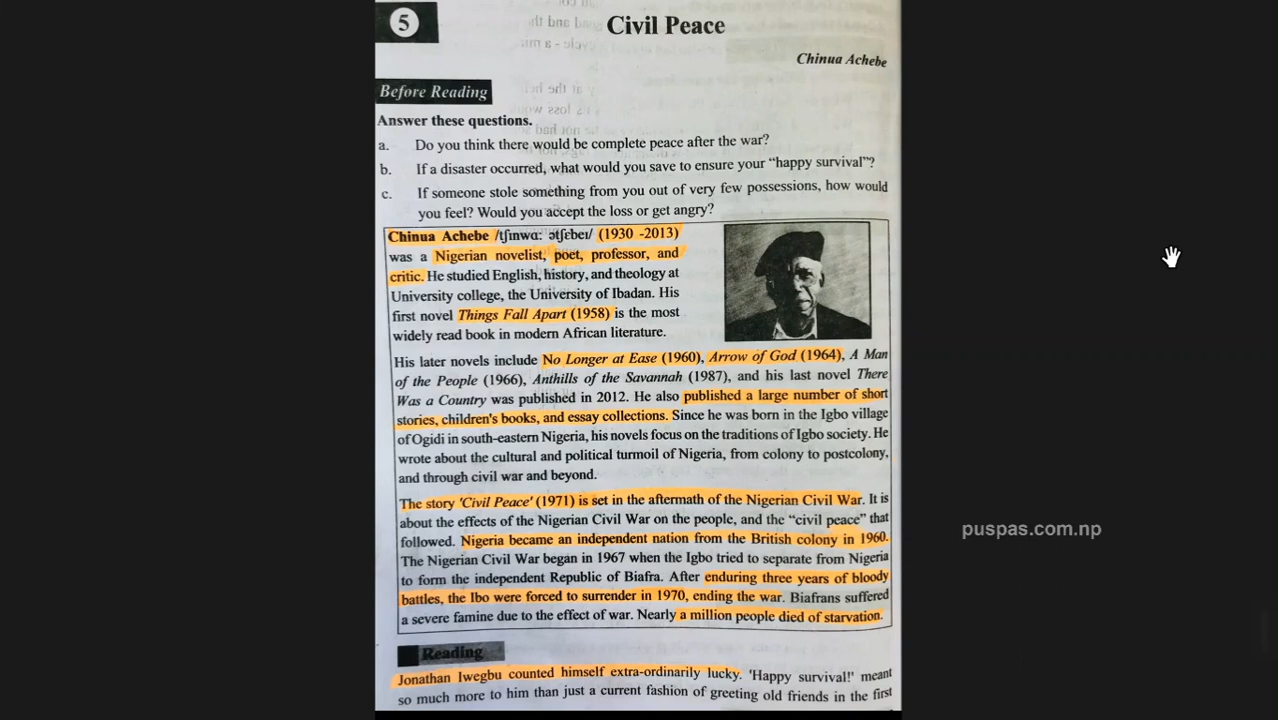 5
Civil Peace
Chinua Achebe
Before Reading
Answer these questions.
a. Do you think there would be complete peace after the war?
b. If a disaster occurred, what would you save to ensure your “happy survival”?
c. If someone stole something from you out of very few possessions, how would
you feel? Would you accept the loss or get angry?
Chinua Achebe /tʃɪnwɑː ətʃɛbeɪ/ (1930 -2013)
was a Nigerian novelist, poet, professor, and
critic. He studied English, history, and theology at
University college, the University of Ibadan. His
first novel Things Fall Apart (1958) is the most
widely read book in modern African literature.
His later novels include No Longer at Ease (1960), Arrow of God (1964), A Man
of the People (1966), Anthills of the Savannah (1987), and his last novel There
Was a Country was published in 2012. He also published a large number of short
stories, children's books, and essay collections. Since he was born in the Igbo village
of Ogidi in south-eastern Nigeria, his novels focus on the traditions of Igbo society. He
wrote about the cultural and political turmoil of Nigeria, from colony to postcolony,
and through civil war and beyond.
The story 'Civil Peace' (1971) is set in the aftermath of the Nigerian Civil War. It is
about the effects of the Nigerian Civil War on the people, and the “civil peace” that
followed. Nigeria became an independent nation from the British colony in 1960.
The Nigerian Civil War began in 1967 when the Igbo tried to separate from Nigeria
to form the independent Republic of Biafra. After enduring three years of bloody
battles, the Ibo were forced to surrender in 1970, ending the war. Biafrans suffered
a severe famine due to the effect of war. Nearly a million people died of starvation.
Reading
Jonathan Iwegbu counted himself extra-ordinarily lucky. 'Happy survival!' meant
so much more to him than just a current fashion of greeting old friends in the first
puspas.com.np